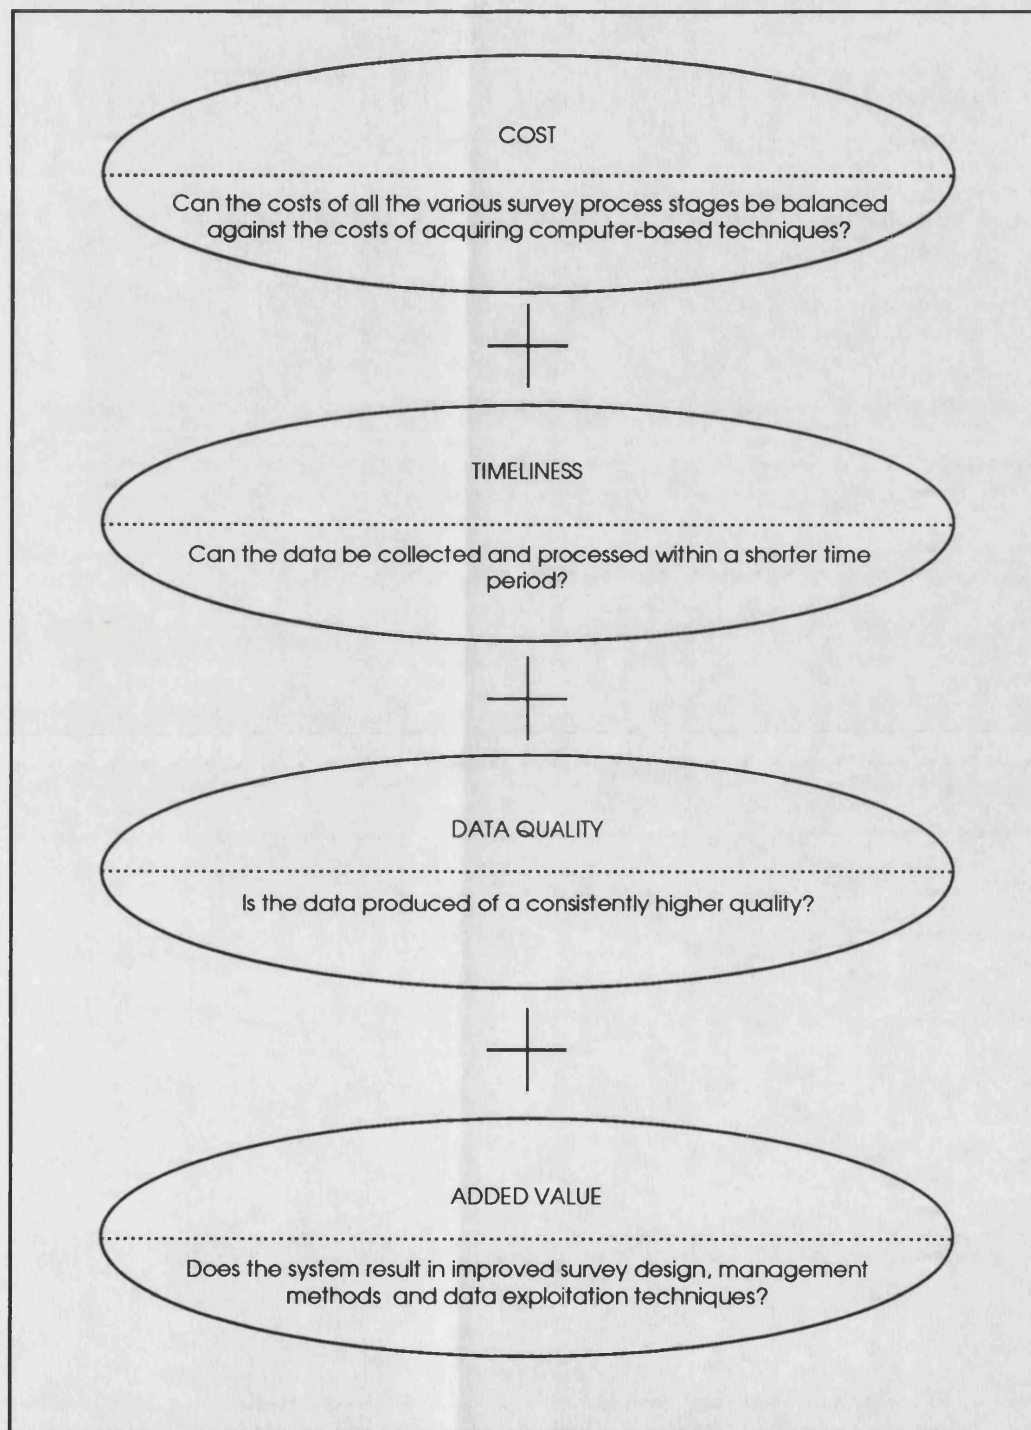 COST
Can the costs of all the various survey process stages be balanced
against the costs of acquiring computer-based techniques?
TIMELINESS
Can the data be collected and processed within a shorter time
period?
DATA QUALITY
Is the data produced of a consistently higher quality?
ADDED VALUE
Does the system result in improved survey design, management
methods and data exploitation techniques?